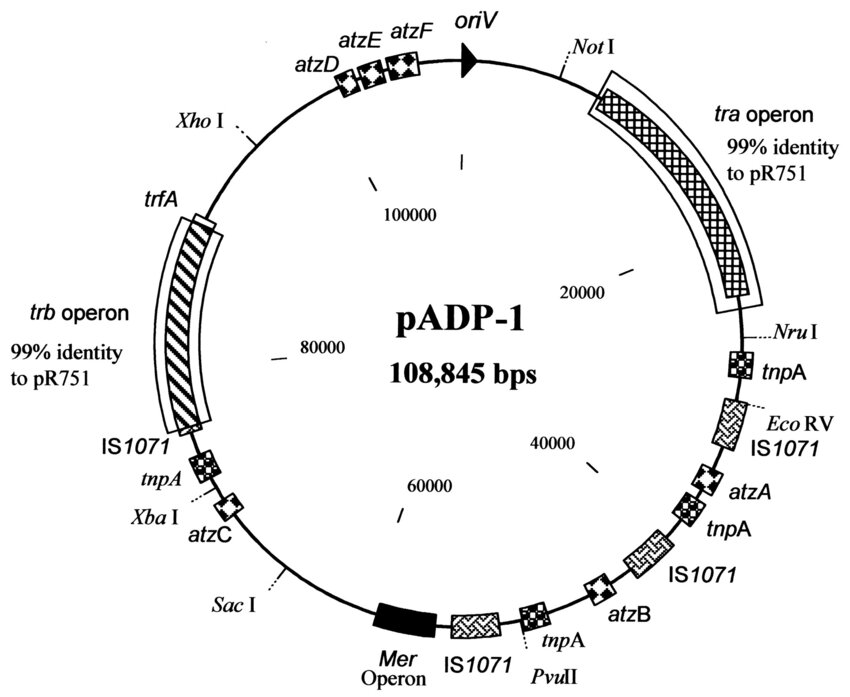 oriV
atzF
atzE
atzD
Not I
Xho I
tra operon
99% identity
to pR751
trfA
100000
20000
trb operon
99% identity
to pR751
pADP-1
108,845 bps
80000
Nru I
tnpA
Eco RV
IS1071
40000
IS1071
tnpA
60000
atzA
tnpA
Xba I
atzC
IS1071
Sac I
atzB
tnpA
PvuII
IS1071
Mer
Operon